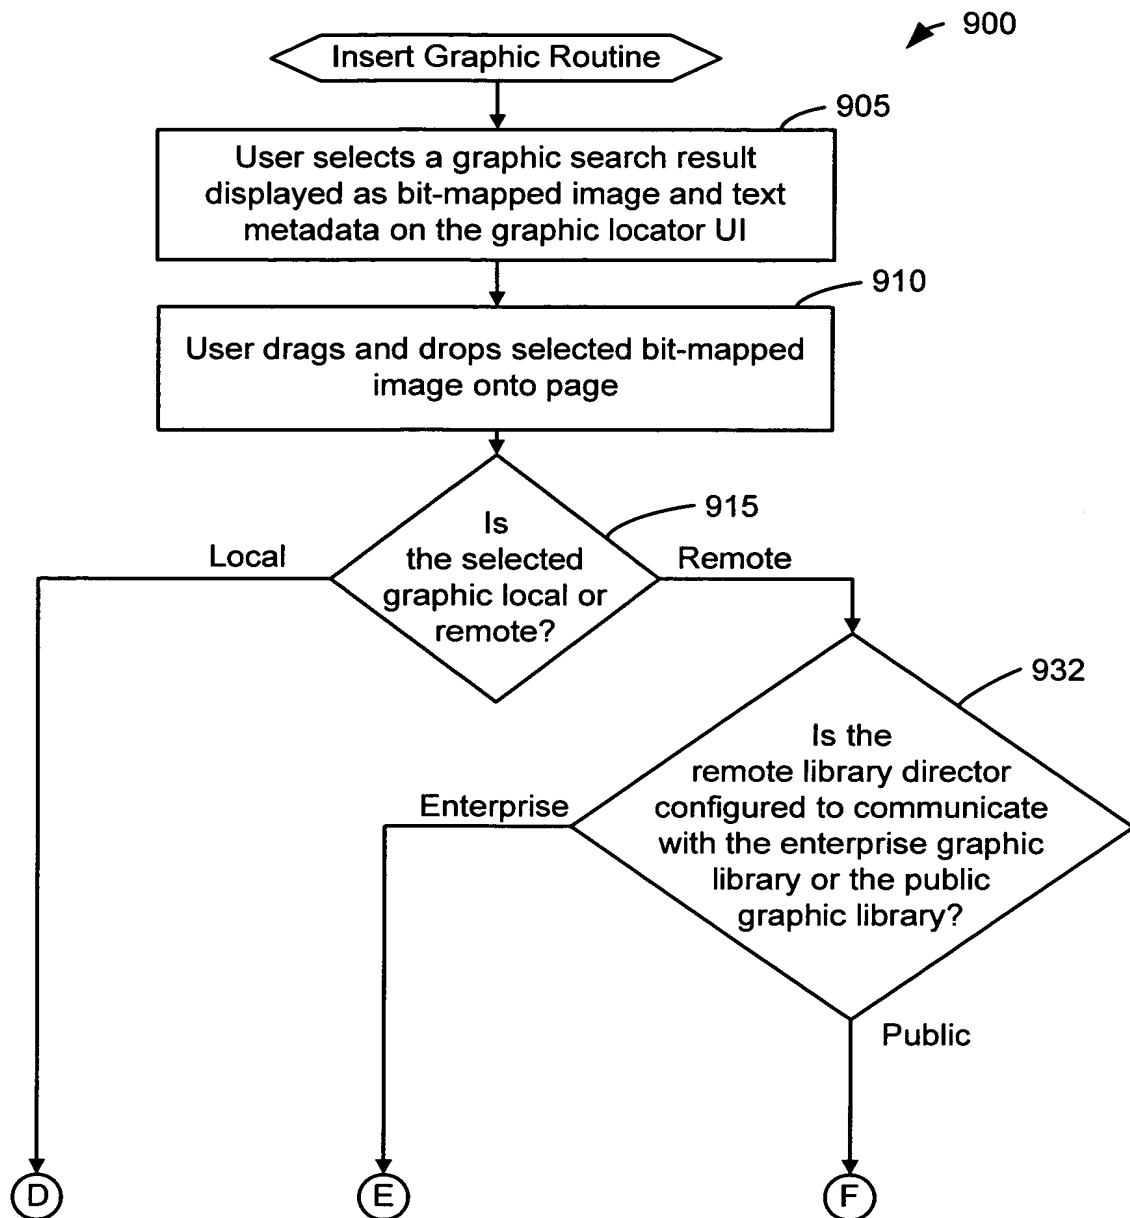 900
Insert Graphic Routine
905
User selects a graphic search result
displayed as bit-mapped image and text
metadata on the graphic locator UI
910
User drags and drops selected bit-mapped
image onto page
915
Is
the selected
graphic local or
remote?
Local
Remote
932
Is the
remote library director
configured to communicate
with the enterprise graphic
library or the public
graphic library?
Enterprise
Public
D
E
F